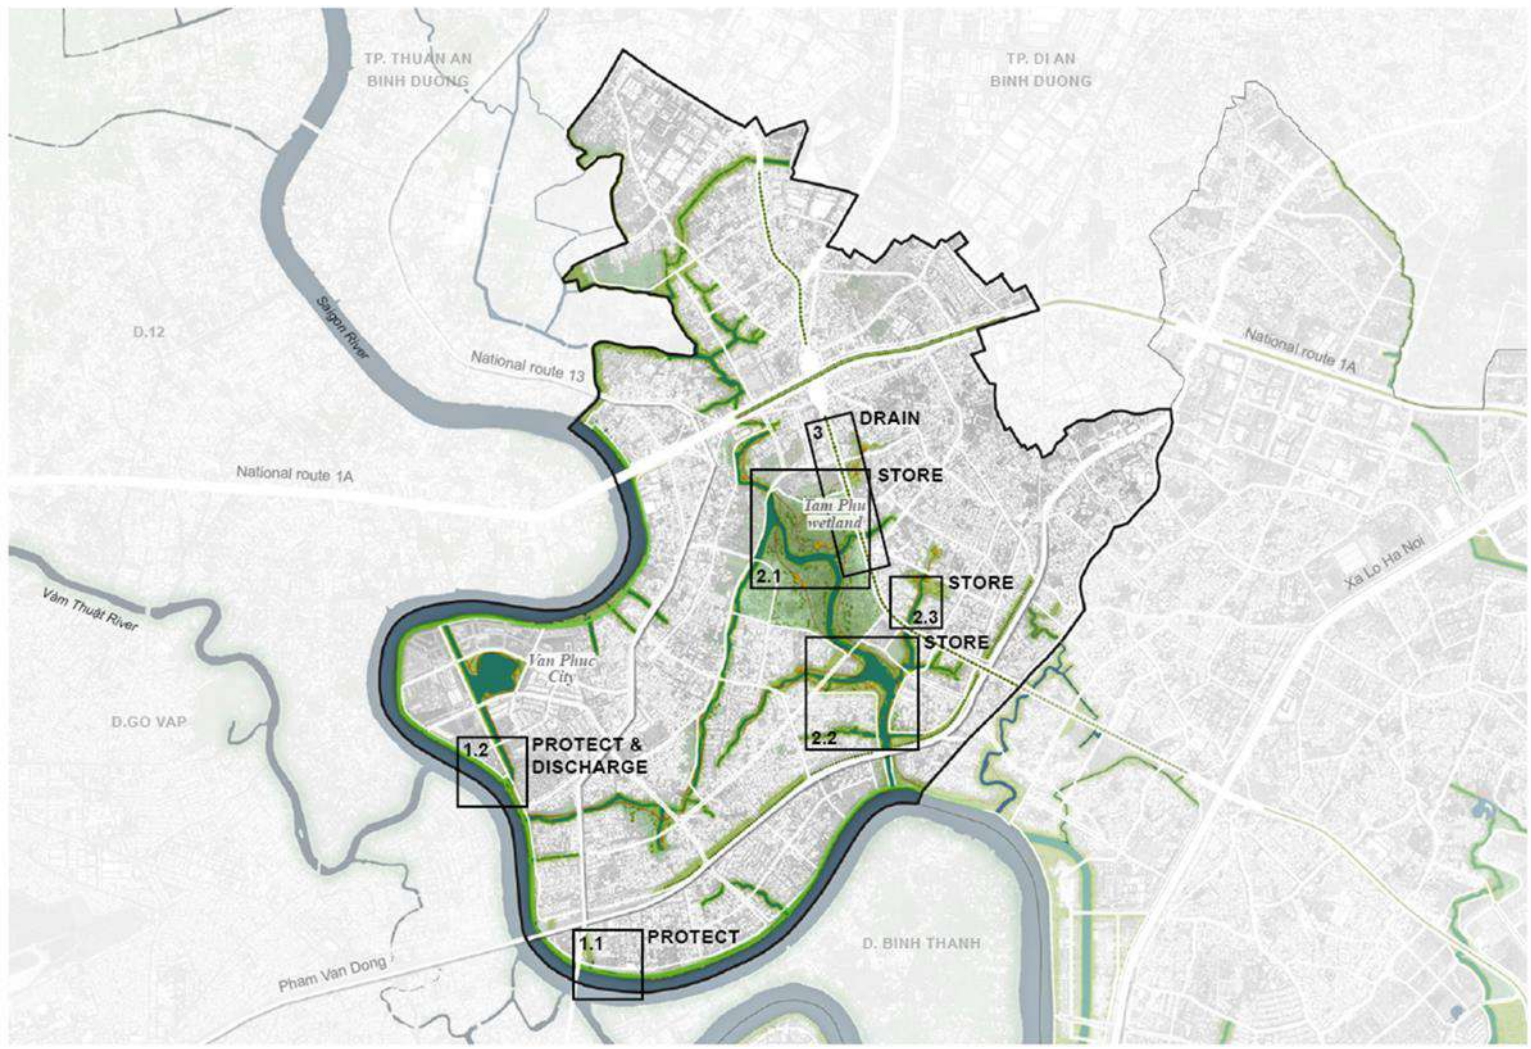 TP. THUAN AN
BINH DUONG
TP. DI AN
BINH DUONG
D.12
Saigon River
National route 13
National route 1A
National route 1A
3
DRAIN
STORE
Tam Phu
wetland
2.1
Xa Lo Ha Noi
STORE
2.3
STORE
Vàm Thuật River
Van Phuc
City
D.GO VAP
2.2
1.2
PROTECT &
DISCHARGE
1.1
PROTECT
D. BINH THANH
Pham Van Dong